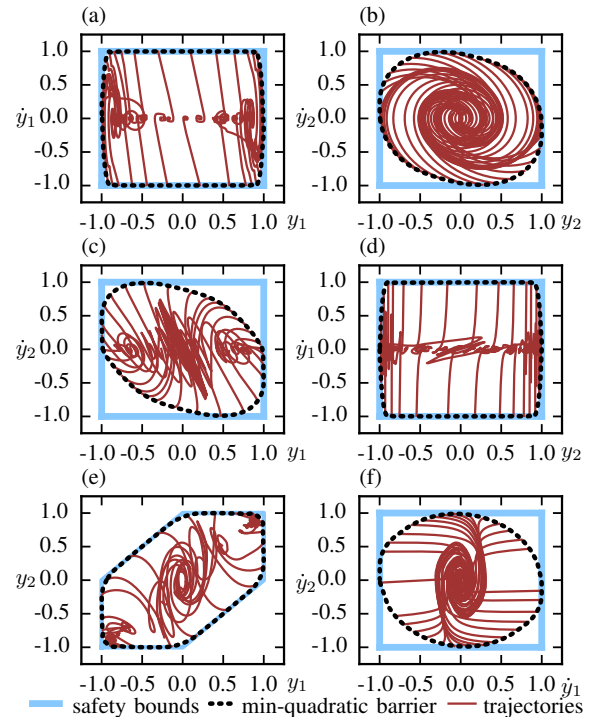 (a) (b)
1.0 1.0
0.5 0.5
ẏ₁ 0.0 ẏ₂ 0.0
-0.5 -0.5
-1.0 -1.0
-1.0 -0.5 0.0 0.5 1.0 y₁ -1.0 -0.5 0.0 0.5 1.0 y₂
(c) (d)
1.0 1.0
0.5 0.5
ẏ₂ 0.0 ẏ₁ 0.0
-0.5 -0.5
-1.0 -1.0
-1.0 -0.5 0.0 0.5 1.0 y₁ -1.0 -0.5 0.0 0.5 1.0 y₂
(e) (f)
1.0 1.0
0.5 0.5
y₂ 0.0 ẏ₂ 0.0
-0.5 -0.5
-1.0 -1.0
-1.0 -0.5 0.0 0.5 1.0 y₁ -1.0 -0.5 0.0 0.5 1.0 ẏ₁
safety bounds min-quadratic barrier trajectories